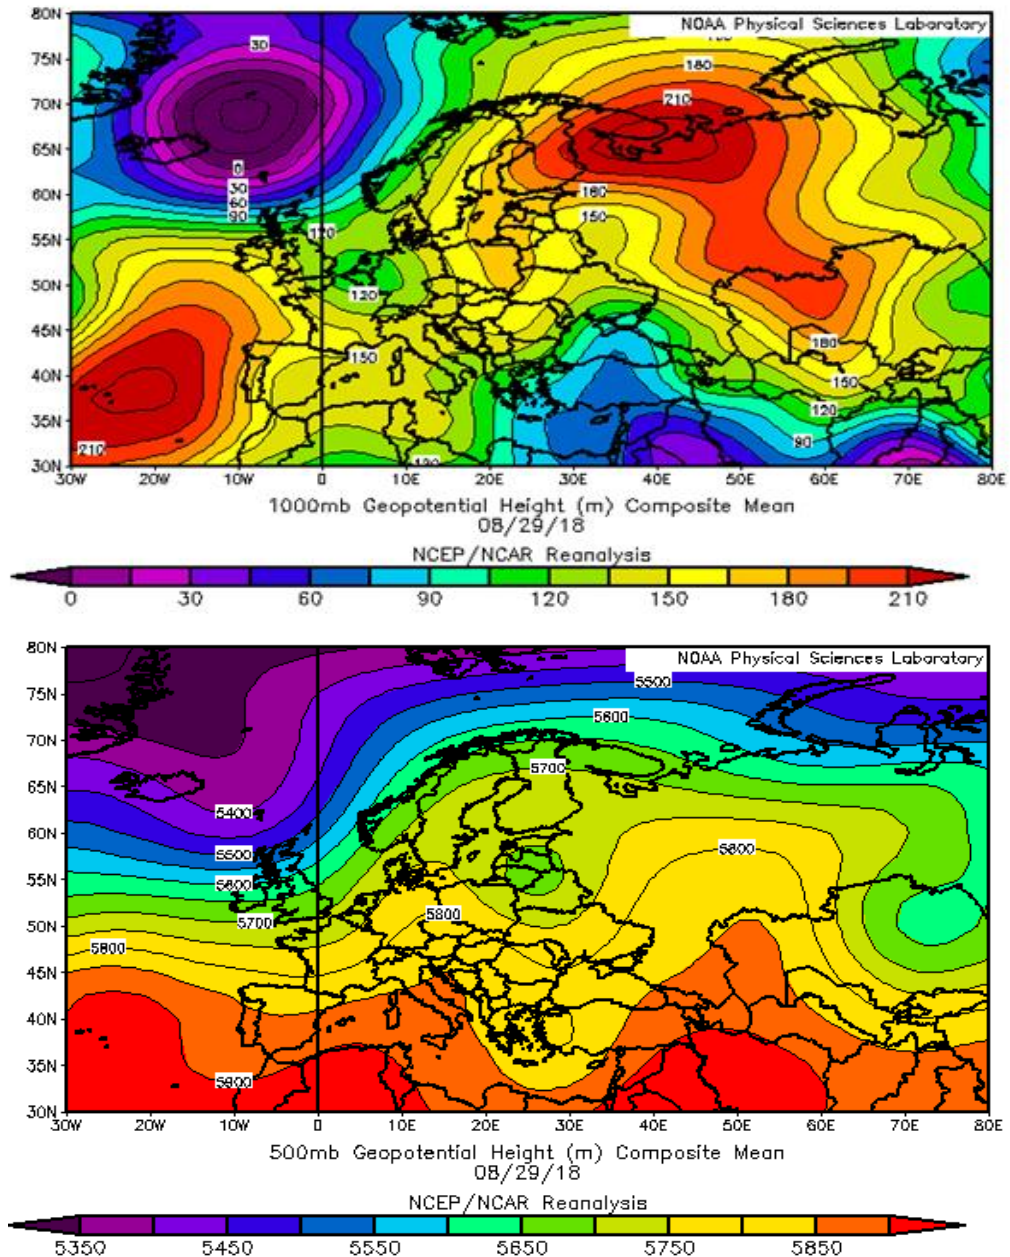 NOAA Physical Sciences Laboratory
80N
75N
70N
65N
60N
55N
50N
45N
40N
35N
30N
30
180
210
0
30
60
90
160
150
120
150
180
150
120
90
210
30W 20W 10W 0 10E 20E 30E 40E 50E 60E 70E 80E
1000mb Geopotential Height (m) Composite Mean
08/29/18
NCEP/NCAR Reanalysis
0 30 60 90 120 150 180 210
NOAA Physical Sciences Laboratory
80N
75N
70N
65N
60N
55N
50N
45N
40N
35N
30N
5500
5600
5700
5400
5500
5600
5700
5800
5800
5800
5900
30W 20W 10W 0 10E 20E 30E 40E 50E 60E 70E 80E
500mb Geopotential Height (m) Composite Mean
08/29/18
NCEP/NCAR Reanalysis
5350 5450 5550 5650 5750 5850